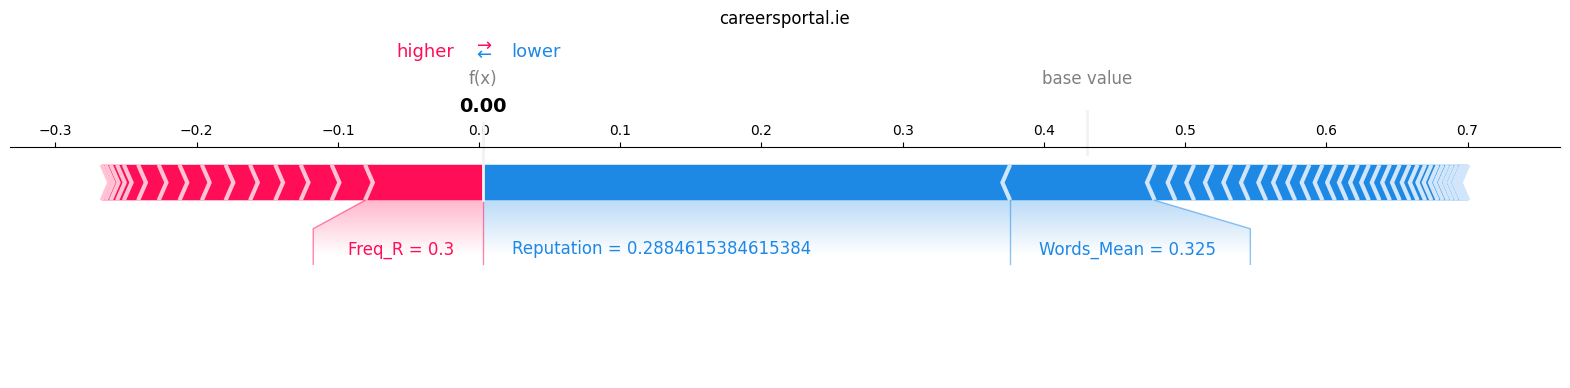 careersportal.ie
higher → ← lower
f(x) base value
0.00
−0.3 −0.2 −0.1 0.0 0.1 0.2 0.3 0.4 0.5 0.6 0.7
Freq_R = 0.3 Reputation = 0.2884615384615384 Words_Mean = 0.325